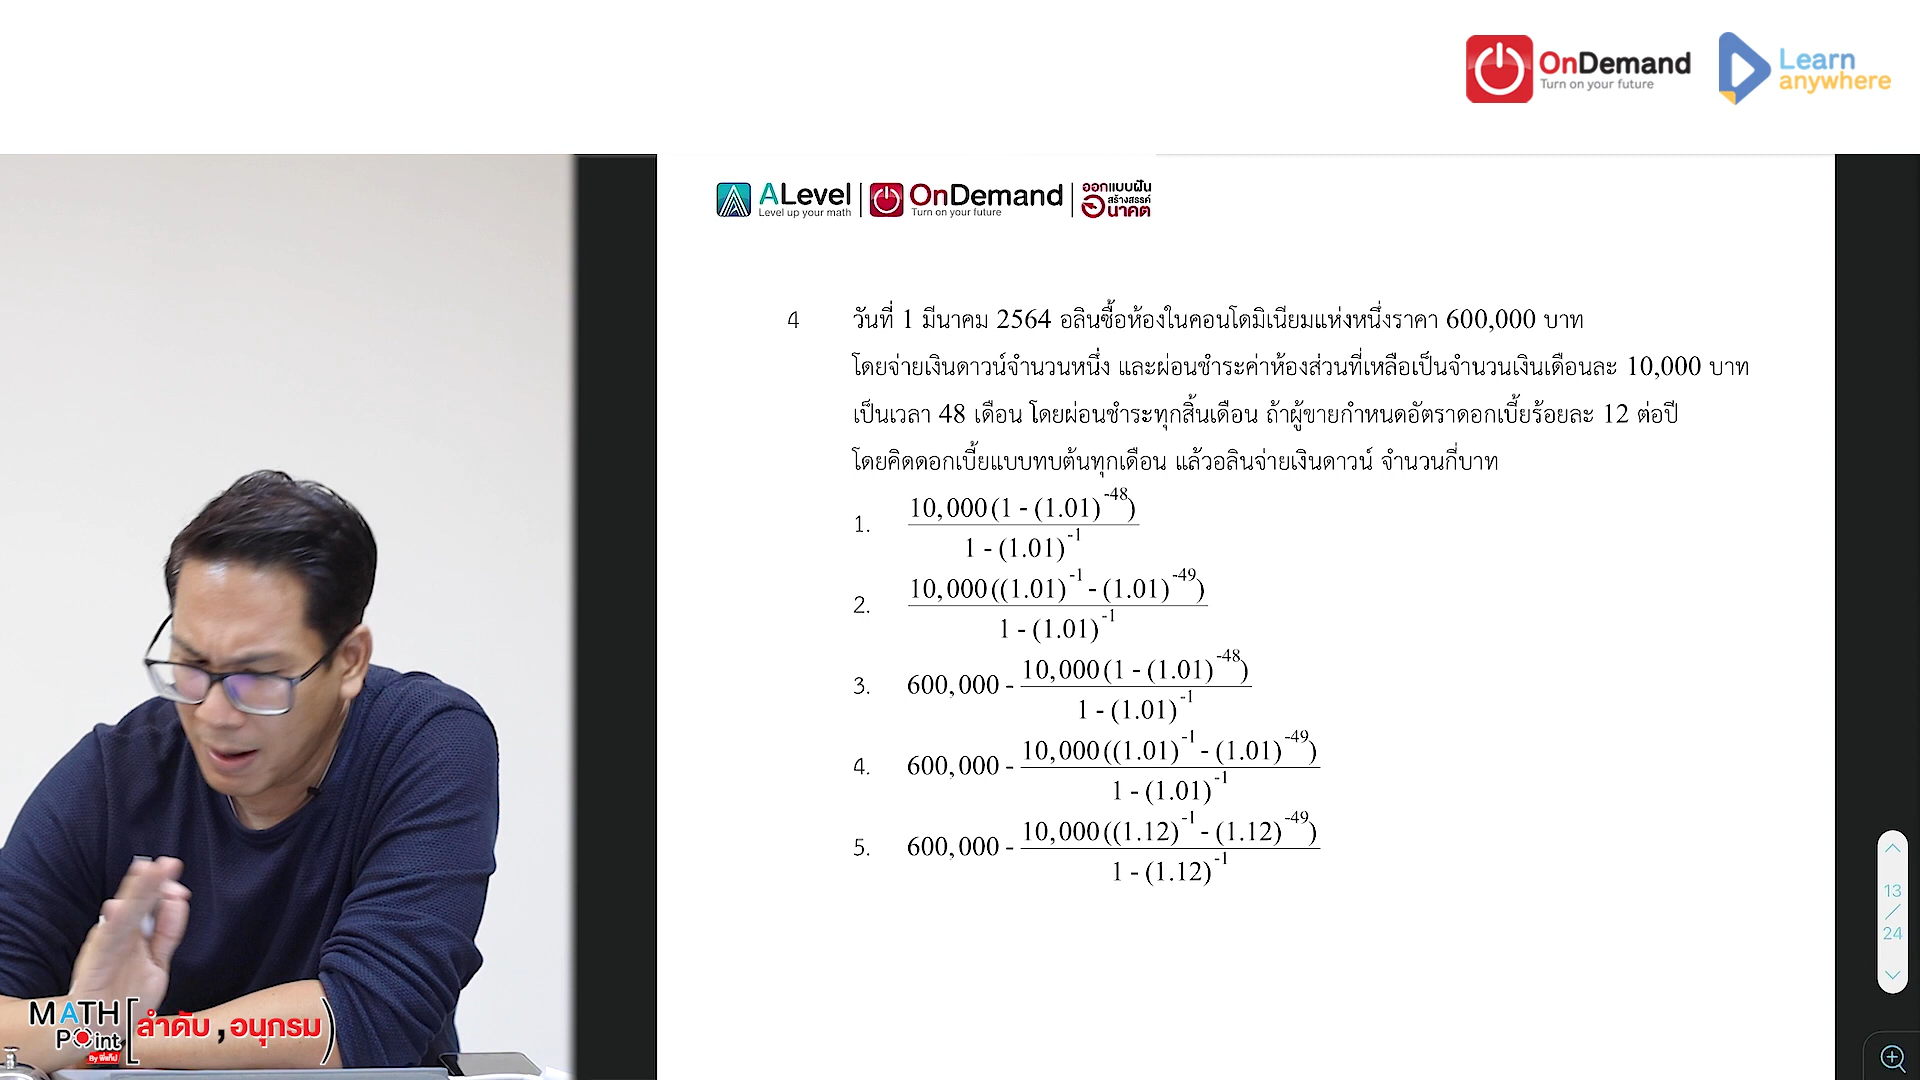 OnDemand
Turn on your future
Learn
anywhere
ALevel
Level up your math
OnDemand
Turn on your future
ออกแบบฝัน
สร้างสรรค์
อนาคต
4 วันที่ 1 มีนาคม 2564 อลินซื้อห้องในคอนโดมิเนียมแห่งหนึ่งราคา 600,000 บาท
โดยจ่ายเงินดาวน์จำนวนหนึ่ง และผ่อนชำระค่าห้องส่วนที่เหลือเป็นจำนวนเงินเดือนละ 10,000 บาท
เป็นเวลา 48 เดือน โดยผ่อนชำระทุกสิ้นเดือน ถ้าผู้ขายกำหนดอัตราดอกเบี้ยร้อยละ 12 ต่อปี
โดยคิดดอกเบี้ยแบบทบต้นทุกเดือน แล้วอลินจ่ายเงินดาวน์ จำนวนกี่บาท
1. 10,000(1 - (1.01)^-48)
1 - (1.01)^-1
2. 10,000((1.01)^-1 - (1.01)^-49)
1 - (1.01)^-1
3. 600,000 - 10,000(1 - (1.01)^-48)
1 - (1.01)^-1
4. 600,000 - 10,000((1.01)^-1 - (1.01)^-49)
1 - (1.01)^-1
5. 600,000 - 10,000((1.12)^-1 - (1.12)^-49)
1 - (1.12)^-1
13
/
24
MATH
Point
By พี่แท็ป
[ลำดับ , อนุกรม)